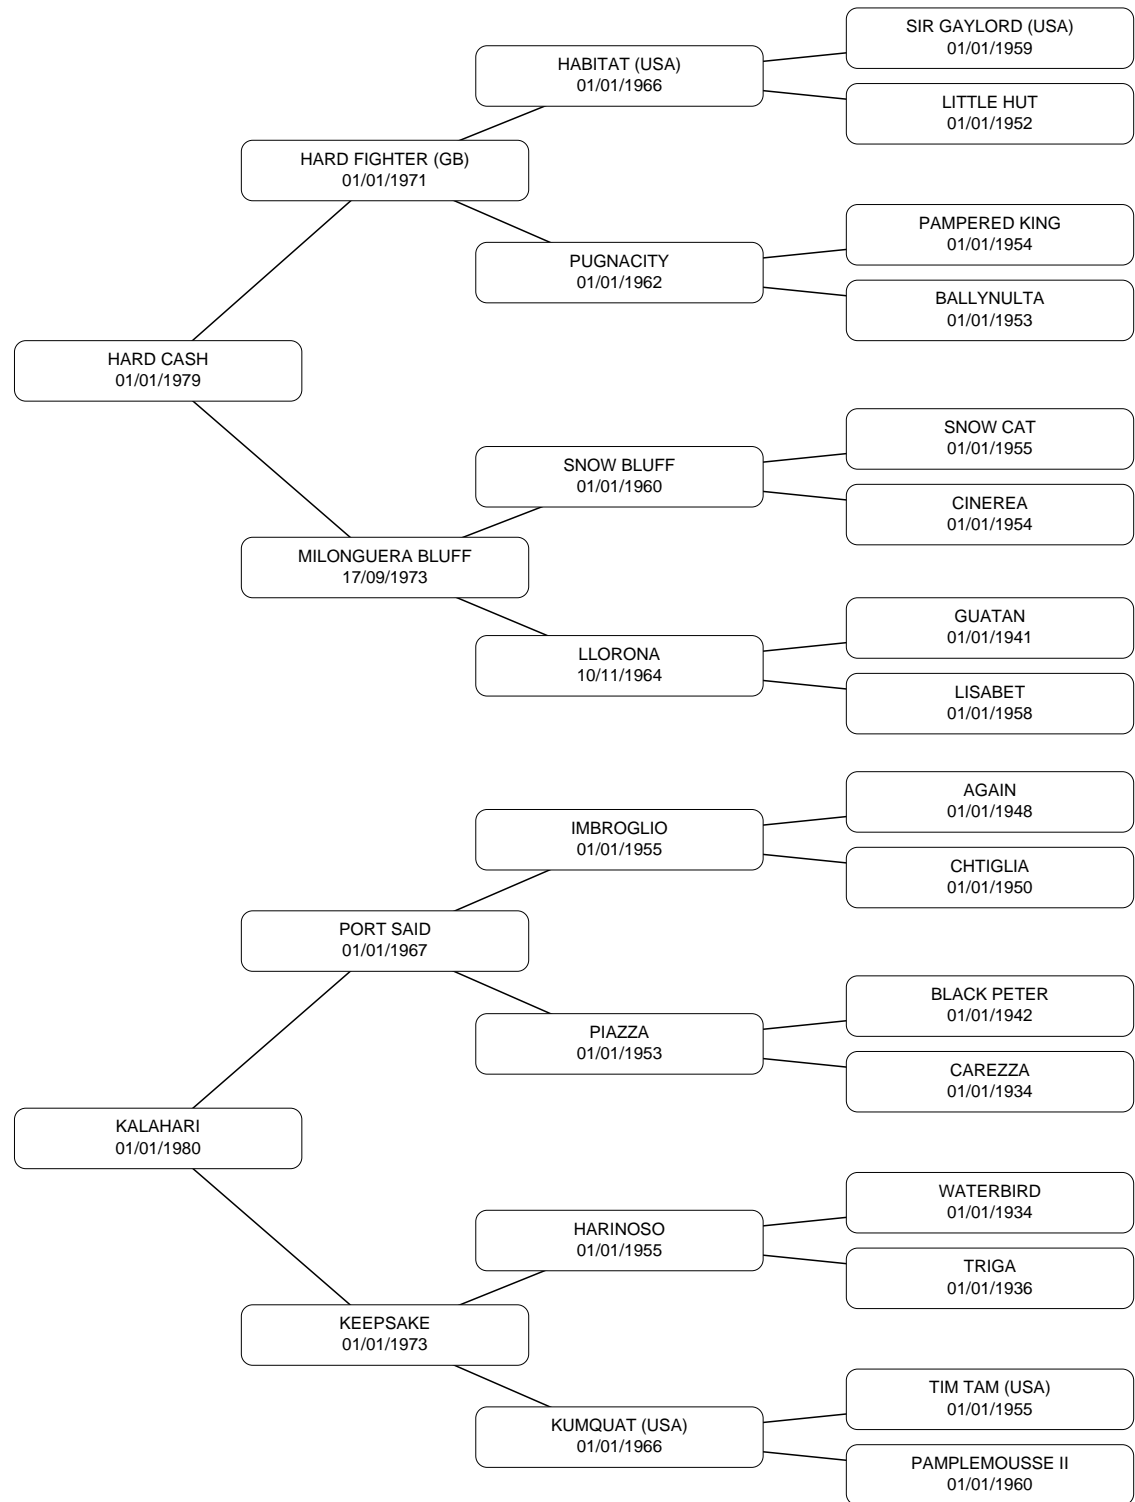 SIR GAYLORD (USA)
01/01/1959
HABITAT (USA)
01/01/1966
LITTLE HUT
01/01/1952
HARD FIGHTER (GB)
01/01/1971
PAMPERED KING
01/01/1954
PUGNACITY
01/01/1962
BALLYNULTA
01/01/1953
HARD CASH
01/01/1979
SNOW CAT
01/01/1955
SNOW BLUFF
01/01/1960
CINEREA
01/01/1954
MILONGUERA BLUFF
17/09/1973
GUATAN
01/01/1941
LLORONA
10/11/1964
LISABET
01/01/1958
AGAIN
01/01/1948
IMBROGLIO
01/01/1955
CHTIGLIA
01/01/1950
PORT SAID
01/01/1967
BLACK PETER
01/01/1942
PIAZZA
01/01/1953
CAREZZA
01/01/1934
KALAHARI
01/01/1980
WATERBIRD
01/01/1934
HARINOSO
01/01/1955
TRIGA
01/01/1936
KEEPSAKE
01/01/1973
TIM TAM (USA)
01/01/1955
KUMQUAT (USA)
01/01/1966
PAMPLEMOUSSE II
01/01/1960